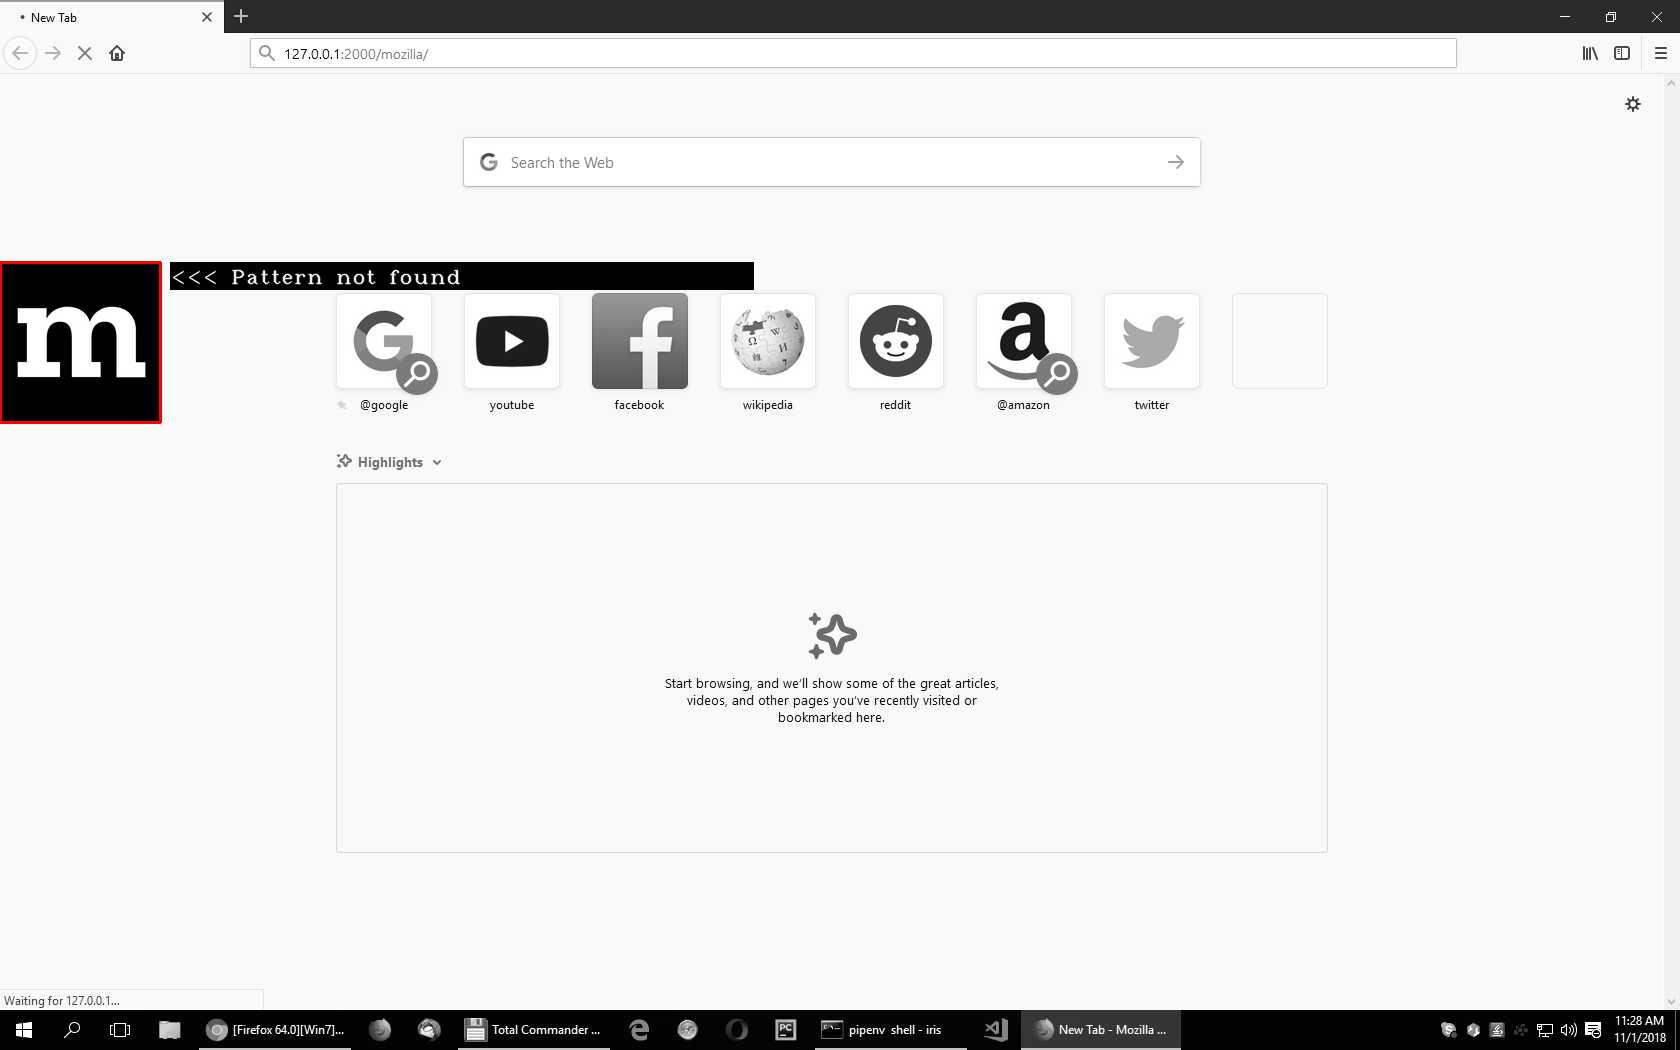 New Tab
127.0.0.1:2000/mozilla/
Search the Web
m
<<< Pattern not found
@google
youtube
facebook
wikipedia
reddit
@amazon
twitter
Highlights
Start browsing, and we'll show some of the great articles,
videos, and other pages you've recently visited or
bookmarked here.
Waiting for 127.0.0.1...
[Firefox 64.0][Win7]...
Total Commander ...
PC
pipenv shell - iris
New Tab - Mozilla ...
11:28 AM
11/1/2018